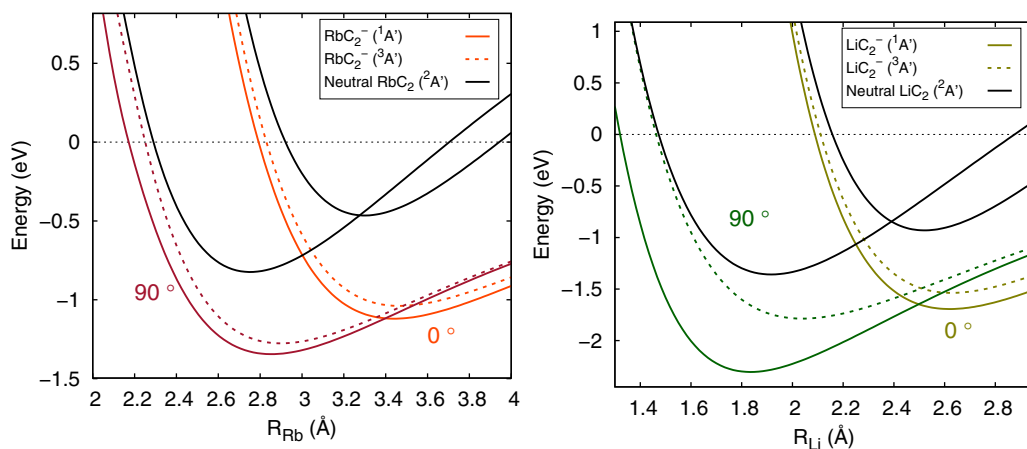 RbC₂⁻ (¹A')
RbC₂⁻ (³A')
Neutral RbC₂ (²A')
Energy (eV)
0.5
0
−0.5
−1
−1.5
90 °
0 °
2 2.2 2.4 2.6 2.8 3 3.2 3.4 3.6 3.8 4
R_Rb (Å)
LiC₂⁻ (¹A')
LiC₂⁻ (³A')
Neutral LiC₂ (²A')
Energy (eV)
1
0.5
0
−0.5
−1
−1.5
−2
90 °
0 °
1.4 1.6 1.8 2 2.2 2.4 2.6 2.8
R_Li (Å)